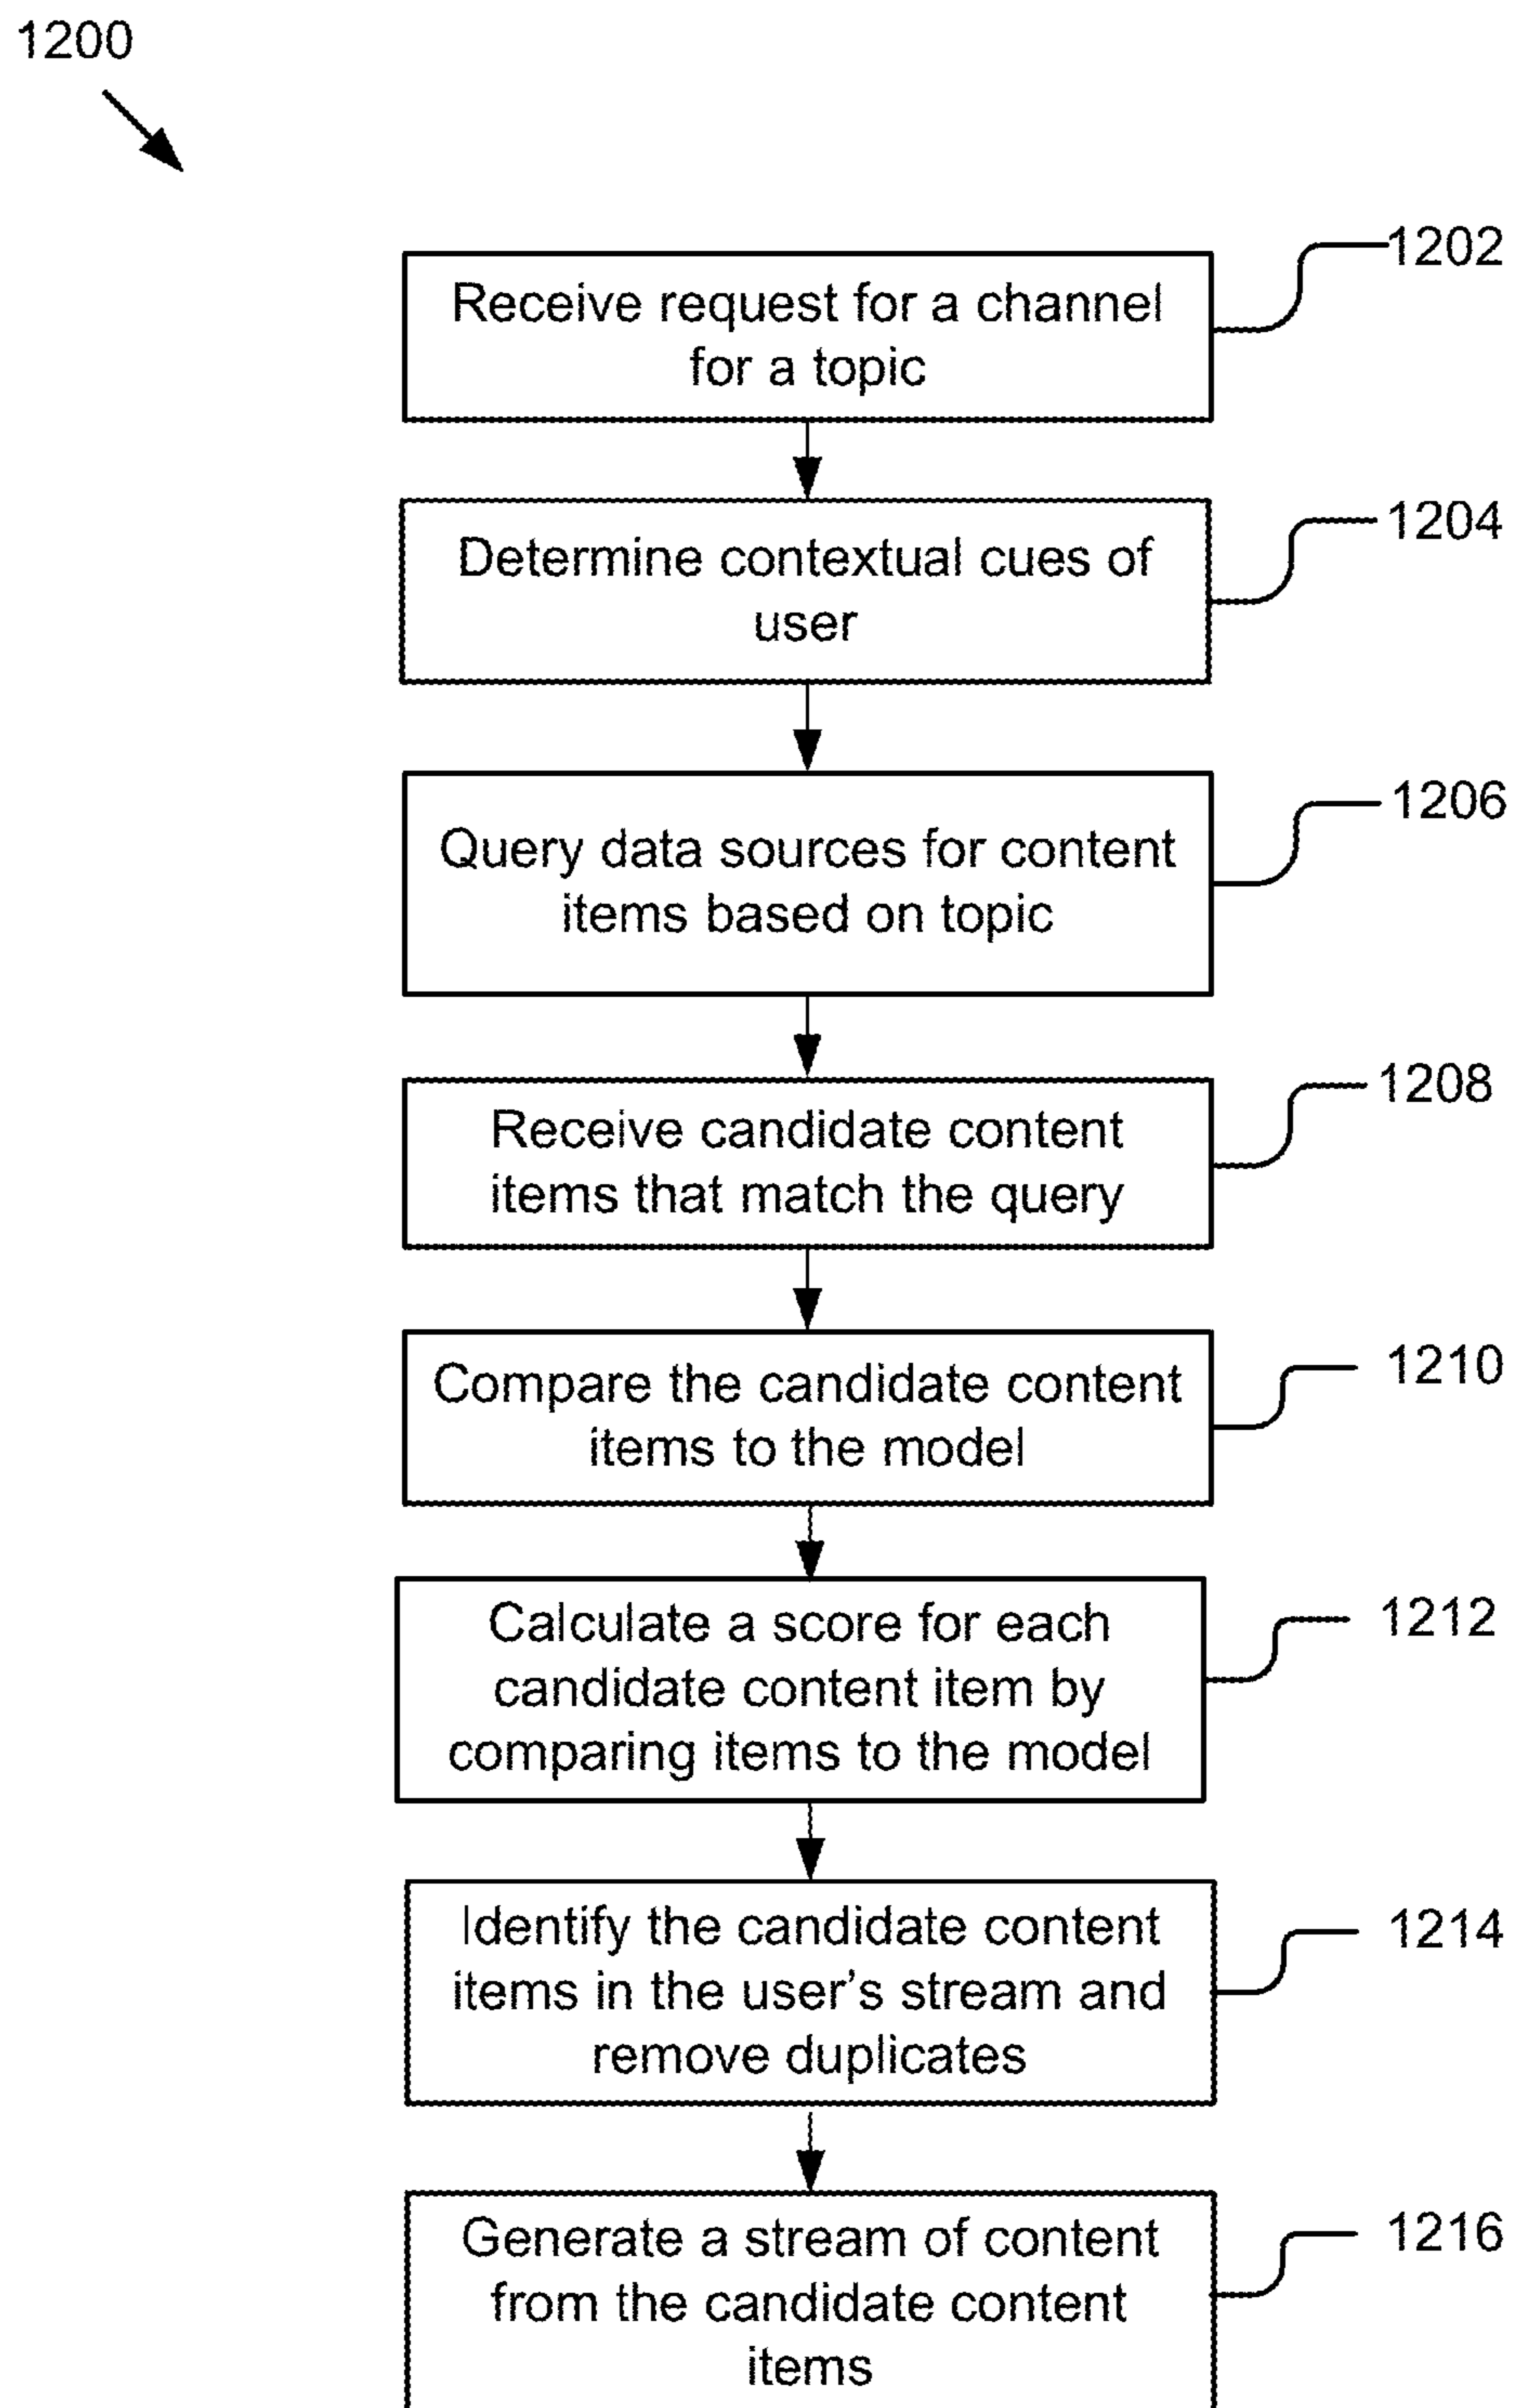 1200
1202
Receive request for a channel
for a topic
1204
Determine contextual cues of
user
1206
Query data sources for content
items based on topic
1208
Receive candidate content
items that match the query
1210
Compare the candidate content
items to the model
1212
Calculate a score for each
candidate content item by
comparing items to the model
1214
Identify the candidate content
items in the user's stream and
remove duplicates
1216
Generate a stream of content
from the candidate content
items